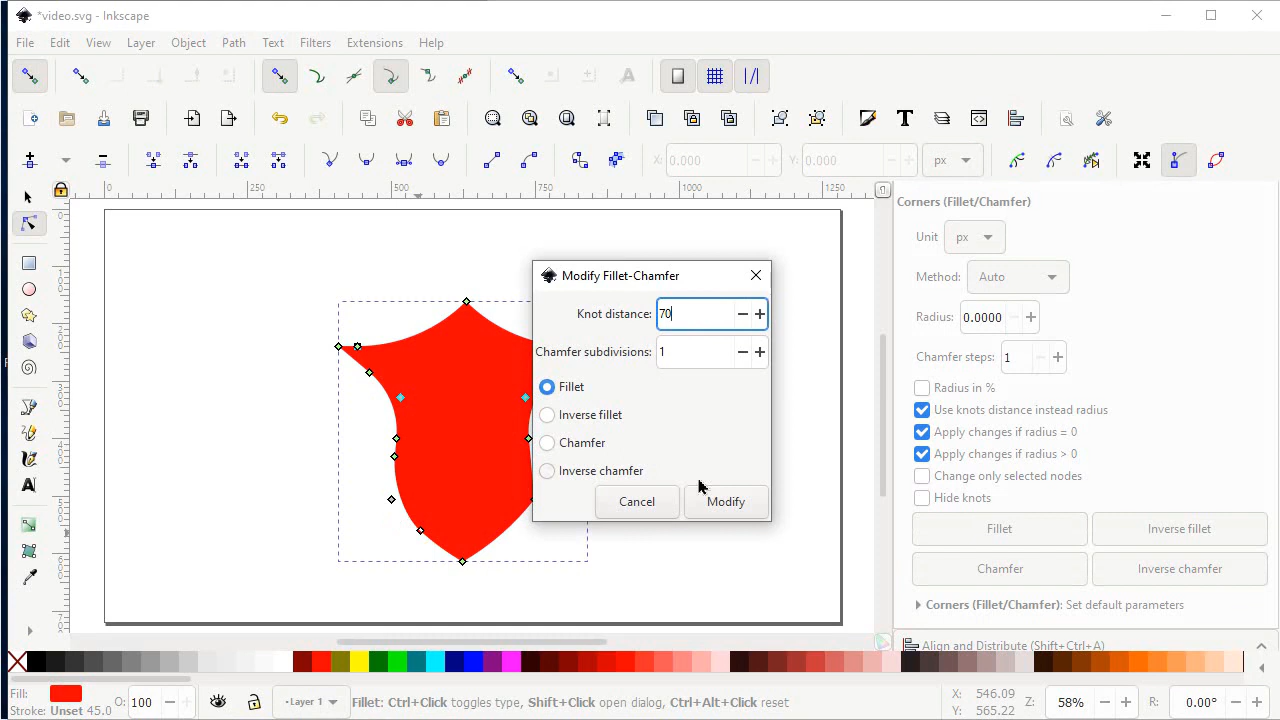 *video.svg - Inkscape
File Edit View Layer Object Path Text Filters Extensions Help
X: 0.000 Y: 0.000 px
0 250 500 750 1000 1250
Corners (Fillet/Chamfer)
Unit px
Method: Auto
Radius: 0.0000
Chamfer steps: 1
Radius in %
Use knots distance instead radius
Apply changes if radius = 0
Apply changes if radius > 0
Change only selected nodes
Hide knots
Fillet Inverse fillet
Chamfer Inverse chamfer
Corners (Fillet/Chamfer): Set default parameters
Align and Distribute (Shift+Ctrl+A)
Modify Fillet-Chamfer
Knot distance: 70
Chamfer subdivisions: 1
Fillet
Inverse fillet
Chamfer
Inverse chamfer
Cancel Modify
Fill:
Stroke: Unset 45.0
O: 100
Layer 1
Fillet: Ctrl+Click toggles type, Shift+Click open dialog, Ctrl+Alt+Click reset
X: 546.09
Y: 565.22
Z: 58%
R: 0.00°